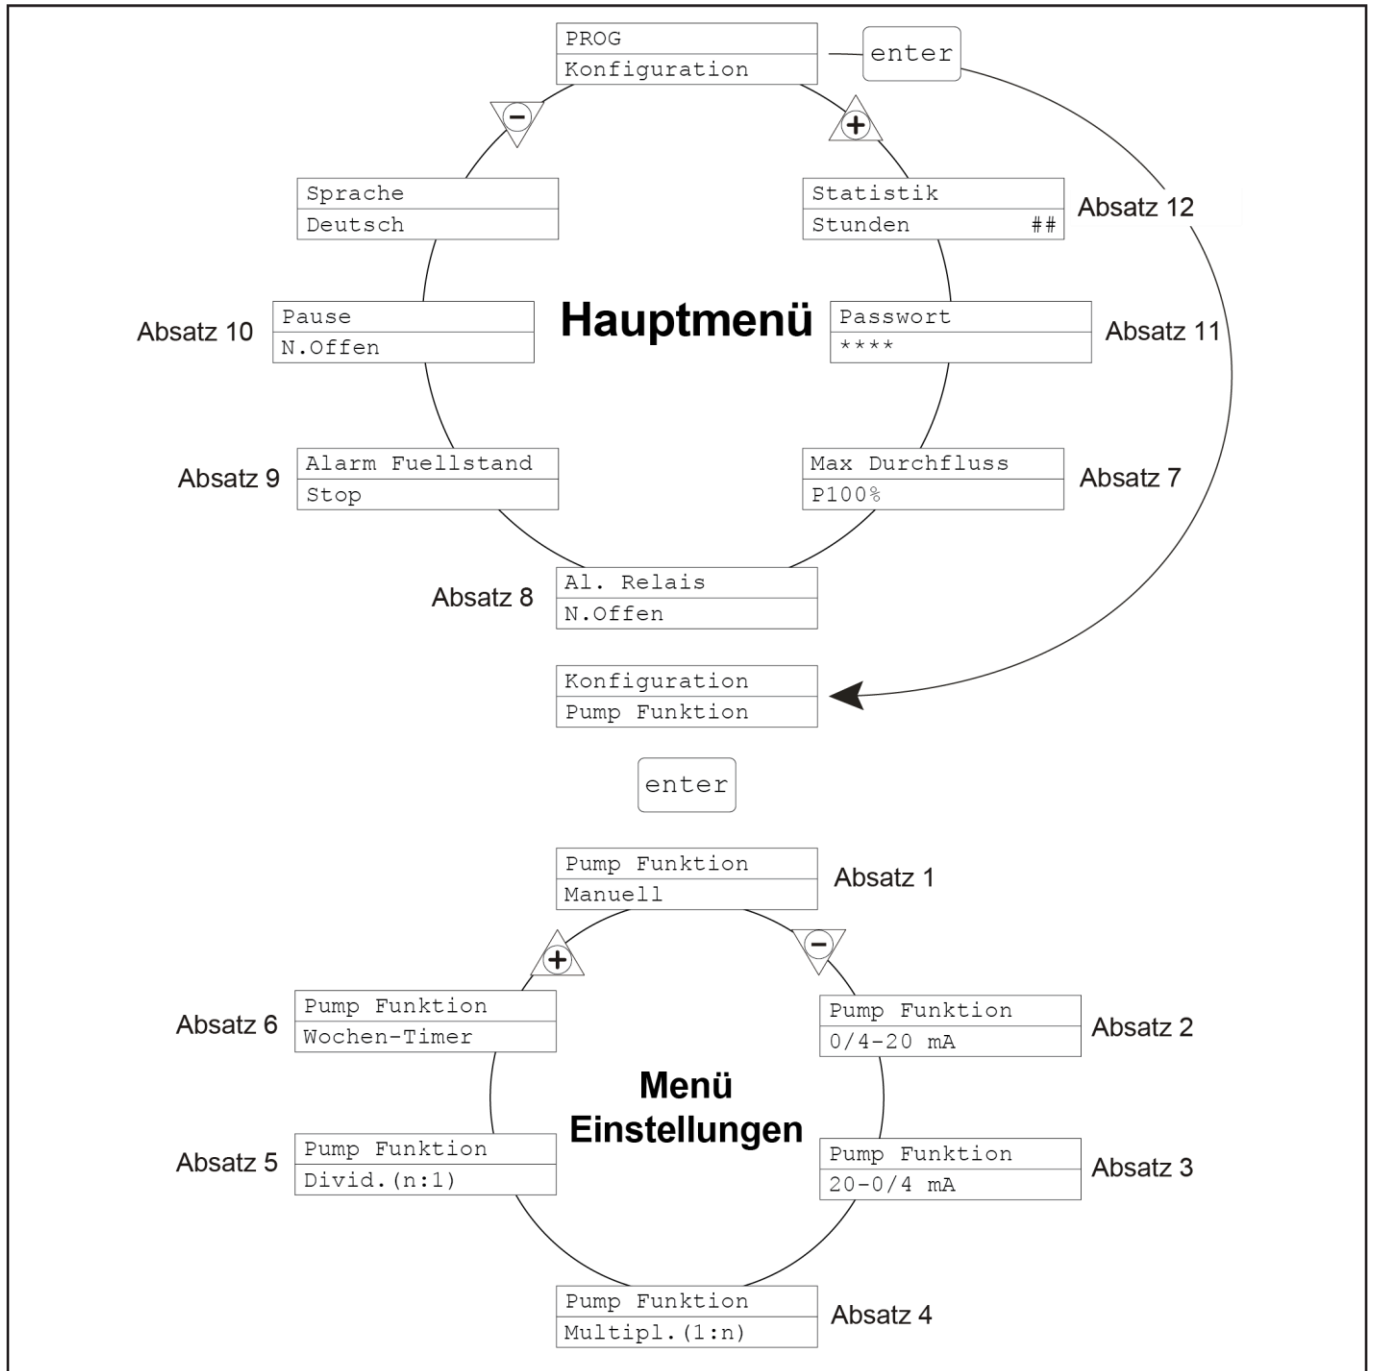 PROG
Konfiguration
enter
-
+
Sprache
Deutsch
Statistik
Stunden ##
Absatz 12
Absatz 10
Pause
N.Offen
Hauptmenü
Passwort
****
Absatz 11
Absatz 9
Alarm Fuellstand
Stop
Max Durchfluss
P100%
Absatz 7
Absatz 8
Al. Relais
N.Offen
Konfiguration
Pump Funktion
enter
Pump Funktion
Manuell
Absatz 1
+
-
Absatz 6
Pump Funktion
Wochen-Timer
Pump Funktion
0/4-20 mA
Absatz 2
Menü
Einstellungen
Absatz 5
Pump Funktion
Divid.(n:1)
Pump Funktion
20-0/4 mA
Absatz 3
Pump Funktion
Multipl.(1:n)
Absatz 4